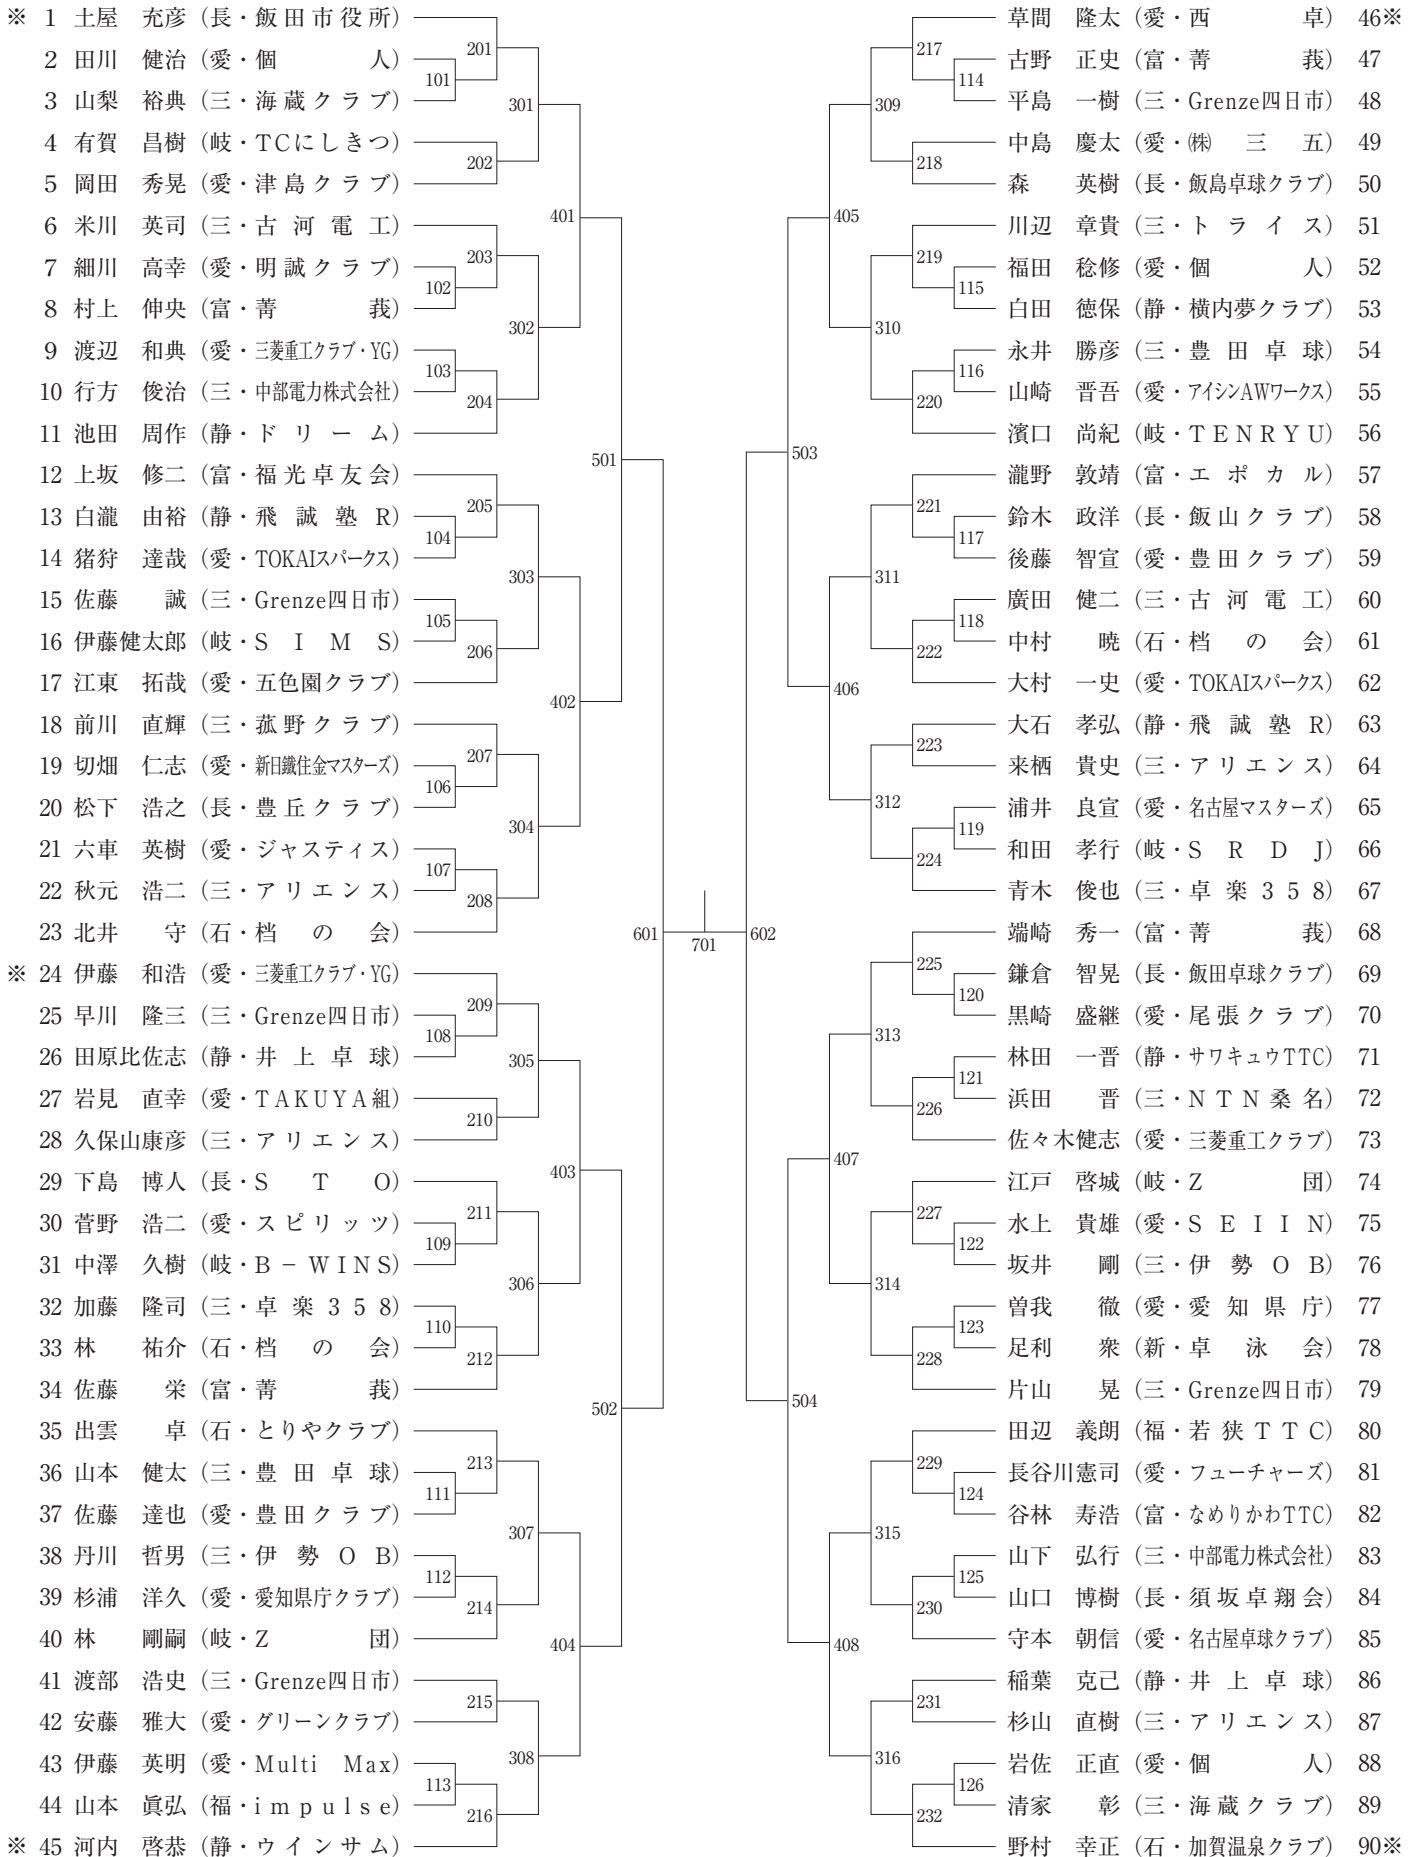 ※ 1 土屋 充彦 (長・飯田市役所)
2 田川 健治 (愛・個 人)
3 山梨 裕典 (三・海蔵クラブ)
4 有賀 昌樹 (岐・TCにしきつ)
5 岡田 秀晃 (愛・津島クラブ)
6 米川 英司 (三・古河電工)
7 細川 高幸 (愛・明誠クラブ)
8 村上 伸央 (富・菁 莪)
9 渡辺 和典 (愛・三菱重工クラブ・YG)
10 行方 俊治 (三・中部電力株式会社)
11 池田 周作 (静・ドリーム)
12 上坂 修二 (富・福光卓友会)
13 白瀧 由裕 (静・飛誠塾R)
14 猪狩 達哉 (愛・TOKAIスパークス)
15 佐藤 誠 (三・Grenze四日市)
16 伊藤健太郎 (岐・SIMS)
17 江東 拓哉 (愛・五色園クラブ)
18 前川 直輝 (三・菰野クラブ)
19 切畑 仁志 (愛・新日鐵住金マスターズ)
20 松下 浩之 (長・豊丘クラブ)
21 六車 英樹 (愛・ジャスティス)
22 秋元 浩二 (三・アリエンス)
23 北井 守 (石・档の会)
※ 24 伊藤 和浩 (愛・三菱重工クラブ・YG)
25 早川 隆三 (三・Grenze四日市)
26 田原比佐志 (静・井上卓球)
27 岩見 直幸 (愛・TAKUYA組)
28 久保山康彦 (三・アリエンス)
29 下島 博人 (長・STO)
30 菅野 浩二 (愛・スピリッツ)
31 中澤 久樹 (岐・B−WINS)
32 加藤 隆司 (三・卓楽358)
33 林 祐介 (石・档の会)
34 佐藤 栄 (富・菁 莪)
35 出雲 卓 (石・とりやクラブ)
36 山本 健太 (三・豊田卓球)
37 佐藤 達也 (愛・豊田クラブ)
38 丹川 哲男 (三・伊勢OB)
39 杉浦 洋久 (愛・愛知県庁クラブ)
40 林 剛嗣 (岐・Z 団)
41 渡部 浩史 (三・Grenze四日市)
42 安藤 雅大 (愛・グリーンクラブ)
43 伊藤 英明 (愛・Multi Max)
44 山本 眞弘 (福・impulse)
※ 45 河内 啓恭 (静・ウインサム)
101
102
103
104
105
106
107
108
109
110
111
112
113
201
202
203
204
205
206
207
208
209
210
211
212
213
214
215
216
301
302
303
304
305
306
307
308
401
402
403
404
501
502
601
701
602
503
504
405
406
407
408
309
310
311
312
313
314
315
316
217
218
219
220
221
222
223
224
225
226
227
228
229
230
231
232
114
115
116
117
118
119
120
121
122
123
124
125
126
草間 隆太 (愛・西 卓) 46※
古野 正史 (富・菁 莪) 47
平島 一樹 (三・Grenze四日市) 48
中島 慶太 (愛・㈱三五) 49
森 英樹 (長・飯島卓球クラブ) 50
川辺 章貴 (三・トライス) 51
福田 稔修 (愛・個 人) 52
白田 徳保 (静・横内夢クラブ) 53
永井 勝彦 (三・豊田卓球) 54
山崎 晋吾 (愛・アイシンAWワークス) 55
濱口 尚紀 (岐・TENRYU) 56
瀧野 敦靖 (富・エポカル) 57
鈴木 政洋 (長・飯山クラブ) 58
後藤 智宣 (愛・豊田クラブ) 59
廣田 健二 (三・古河電工) 60
中村 暁 (石・档の会) 61
大村 一史 (愛・TOKAIスパークス) 62
大石 孝弘 (静・飛誠塾R) 63
来栖 貴史 (三・アリエンス) 64
浦井 良宣 (愛・名古屋マスターズ) 65
和田 孝行 (岐・SRDJ) 66
青木 俊也 (三・卓楽358) 67
端崎 秀一 (富・菁 莪) 68
鎌倉 智晃 (長・飯田卓球クラブ) 69
黒崎 盛継 (愛・尾張クラブ) 70
林田 一晋 (静・サワキュウTTC) 71
浜田 晋 (三・NTN桑名) 72
佐々木健志 (愛・三菱重工クラブ) 73
江戸 啓城 (岐・Z 団) 74
水上 貴雄 (愛・SEIIN) 75
坂井 剛 (三・伊勢OB) 76
曽我 徹 (愛・愛知県庁) 77
足利 衆 (新・卓泳会) 78
片山 晃 (三・Grenze四日市) 79
田辺 義朗 (福・若狭TTC) 80
長谷川憲司 (愛・フューチャーズ) 81
谷林 寿浩 (富・なめりかわTTC) 82
山下 弘行 (三・中部電力株式会社) 83
山口 博樹 (長・須坂卓翔会) 84
守本 朝信 (愛・名古屋卓球クラブ) 85
稲葉 克己 (静・井上卓球) 86
杉山 直樹 (三・アリエンス) 87
岩佐 正直 (愛・個 人) 88
清家 彰 (三・海蔵クラブ) 89
野村 幸正 (石・加賀温泉クラブ) 90※